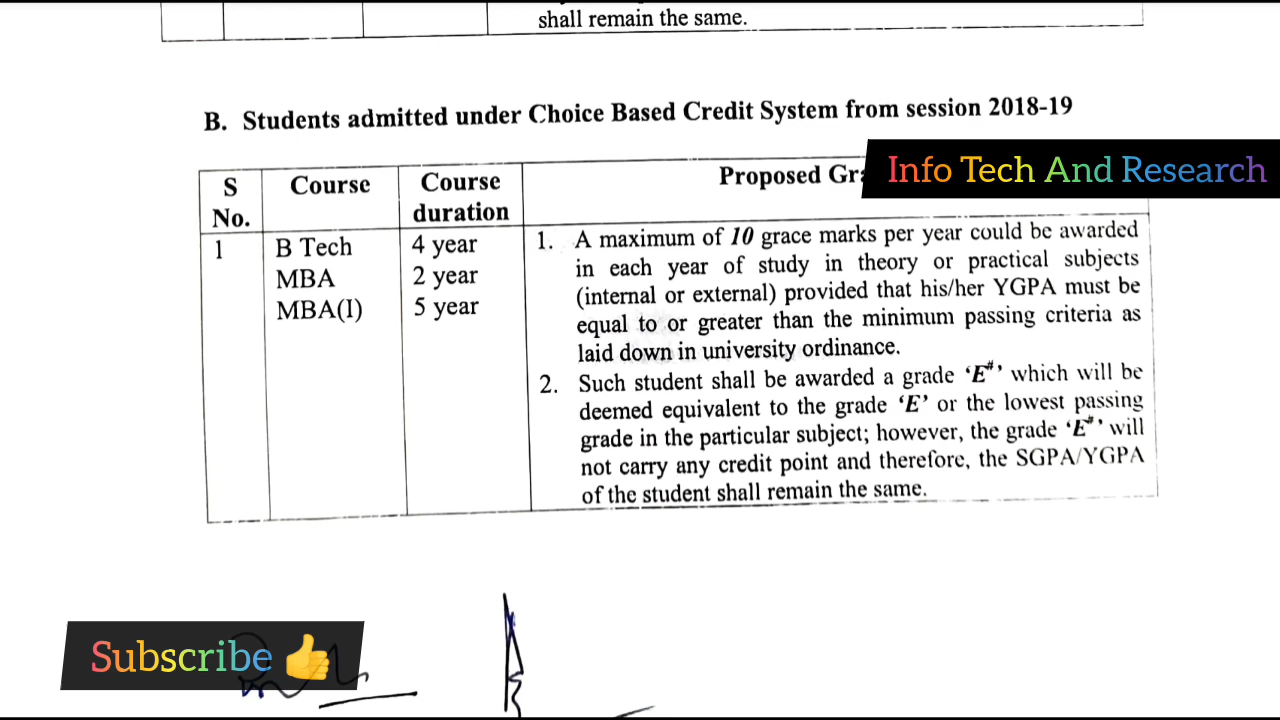 shall remain the same.
B. Students admitted under Choice Based Credit System from session 2018-19
Info Tech And Research
S No.
Course
Course duration
Proposed
1
B Tech
4 year
MBA
2 year
MBA(I)
5 year
1. A maximum of 10 grace marks per year could be awarded
in each year of study in theory or practical subjects
(internal or external) provided that his/her YGPA must be
equal to or greater than the minimum passing criteria as
laid down in university ordinance.
2. Such student shall be awarded a grade ‘E#’ which will be
deemed equivalent to the grade ‘E’ or the lowest passing
grade in the particular subject; however, the grade ‘E#’ will
not carry any credit point and therefore, the SGPA/YGPA
of the student shall remain the same.
Subscribe